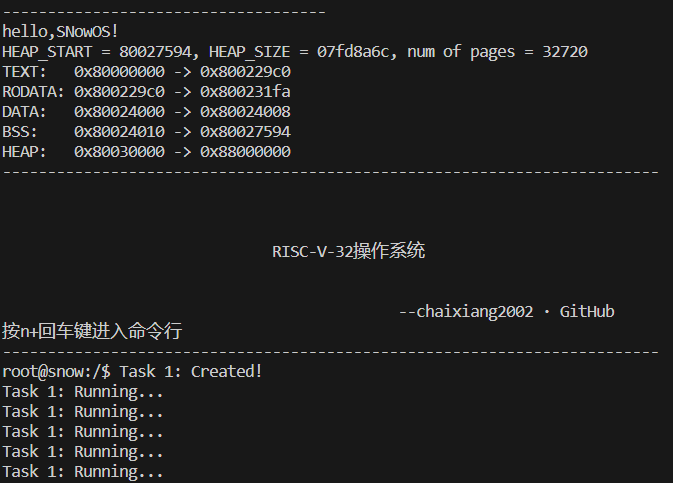 ------------------------------------
hello,SNowOS!
HEAP_START = 80027594, HEAP_SIZE = 07fd8a6c, num of pages = 32720
TEXT:   0x80000000 -> 0x800229c0
RODATA: 0x800229c0 -> 0x800231fa
DATA:   0x80024000 -> 0x80024008
BSS:    0x80024010 -> 0x80027594
HEAP:   0x80030000 -> 0x88000000
-------------------------------------------------------------------------
RISC-V-32操作系统
--chaixiang2002 · GitHub
按n+回车键进入命令行
-------------------------------------------------------------------------
root@snow:/$ Task 1: Created!
Task 1: Running...
Task 1: Running...
Task 1: Running...
Task 1: Running...
Task 1: Running...